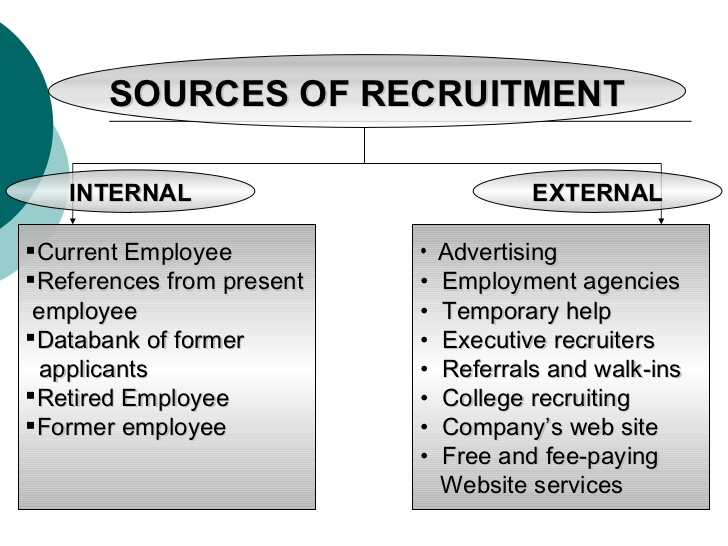 SOURCES OF RECRUITMENT
INTERNAL
▪Current Employee
▪References from present
employee
▪Databank of former
applicants
▪Retired Employee
▪Former employee
EXTERNAL
• Advertising
• Employment agencies
• Temporary help
• Executive recruiters
• Referrals and walk-ins
• College recruiting
• Company’s web site
• Free and fee-paying
Website services